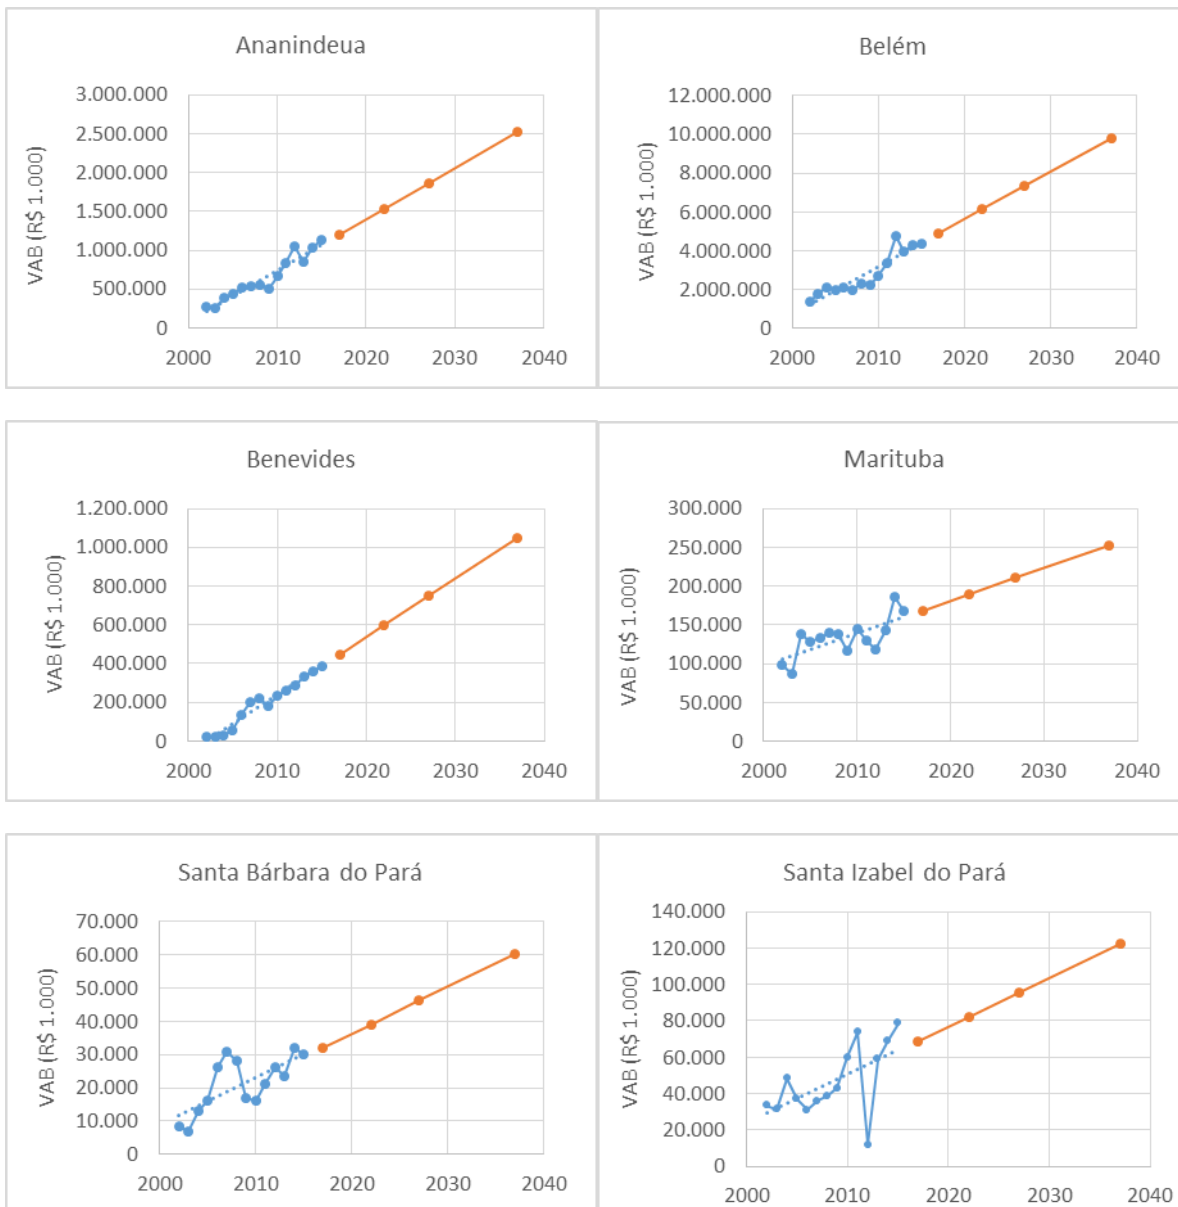 Ananindeua
VAB (R$ 1.000)
3.000.000
2.500.000
2.000.000
1.500.000
1.000.000
500.000
0
2000 2010 2020 2030 2040
Belém
VAB (R$ 1.000)
12.000.000
10.000.000
8.000.000
6.000.000
4.000.000
2.000.000
0
2000 2010 2020 2030 2040
Benevides
VAB (R$ 1.000)
1.200.000
1.000.000
800.000
600.000
400.000
200.000
0
2000 2010 2020 2030 2040
Marituba
VAB (R$ 1.000)
300.000
250.000
200.000
150.000
100.000
50.000
0
2000 2010 2020 2030 2040
Santa Bárbara do Pará
VAB (R$ 1.000)
70.000
60.000
50.000
40.000
30.000
20.000
10.000
0
2000 2010 2020 2030 2040
Santa Izabel do Pará
VAB (R$ 1.000)
140.000
120.000
100.000
80.000
60.000
40.000
20.000
0
2000 2010 2020 2030 2040